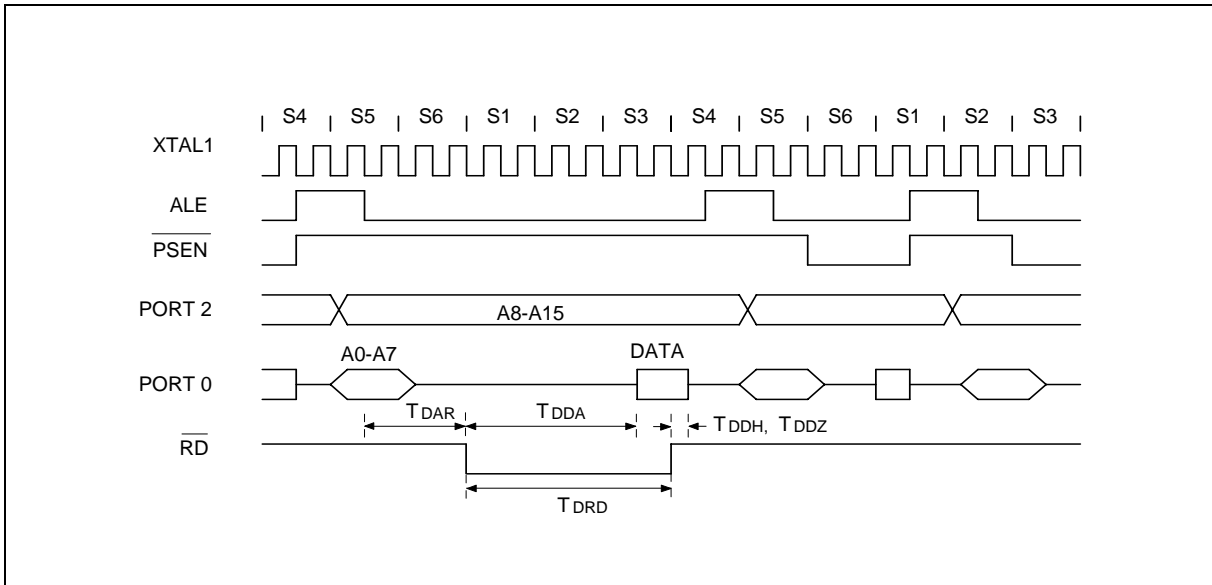 S4 S5 S6 S1 S2 S3 S4 S5 S6 S1 S2 S3
XTAL1
ALE
PSEN
PORT 2
A8-A15
A0-A7
DATA
PORT 0
TDAR
TDDA
TDDH, TDDZ
RD
TDRD